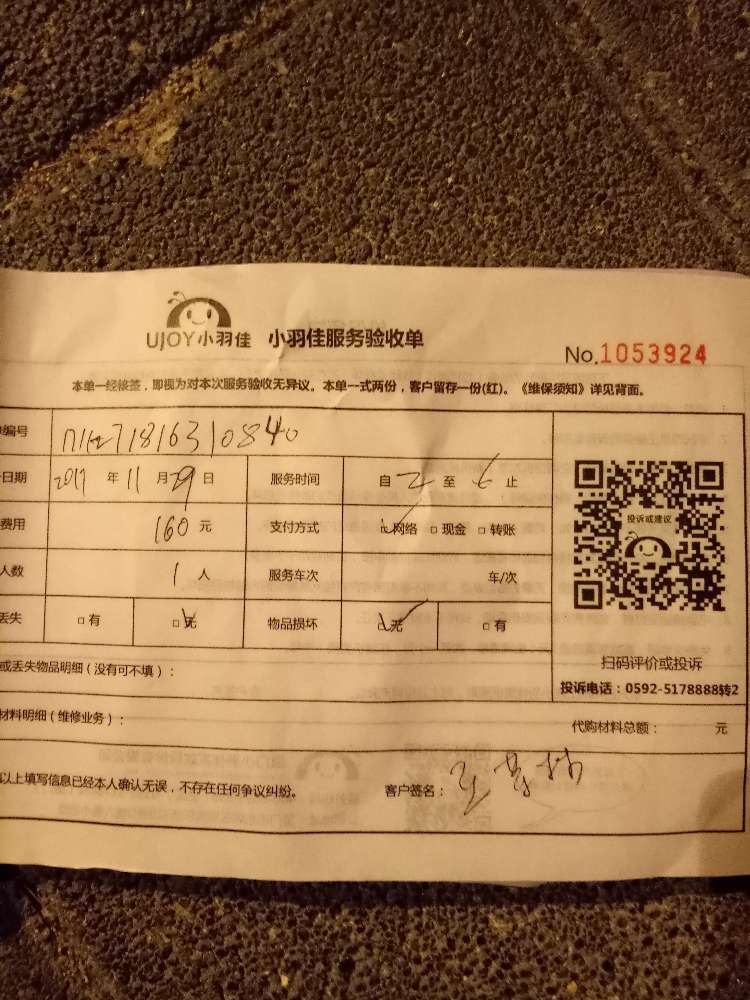 UJOY小羽佳 小羽佳服务验收单
No.1053924
本单一经接签，即视为对本次服务验收无异议。本单一式两份，客户留存一份(红)。《维保须知》详见背面。
编号 71816310840
日期 2017 年 11 月 29 日 服务时间 自 2 至 6 止
费用 160 元 支付方式 □网络 □现金 □转账
人数 1 人 服务车次 车/次
丢失 □有 □无 物品损坏 □无 □有
投诉或建议
扫码评价或投诉
投诉电话：0592-5178888转2
或丢失物品明细（没有可不填）：
材料明细（维修业务）： 代购材料总额： 元
以上填写信息已经本人确认无误，不存在任何争议纠纷。 客户签名：